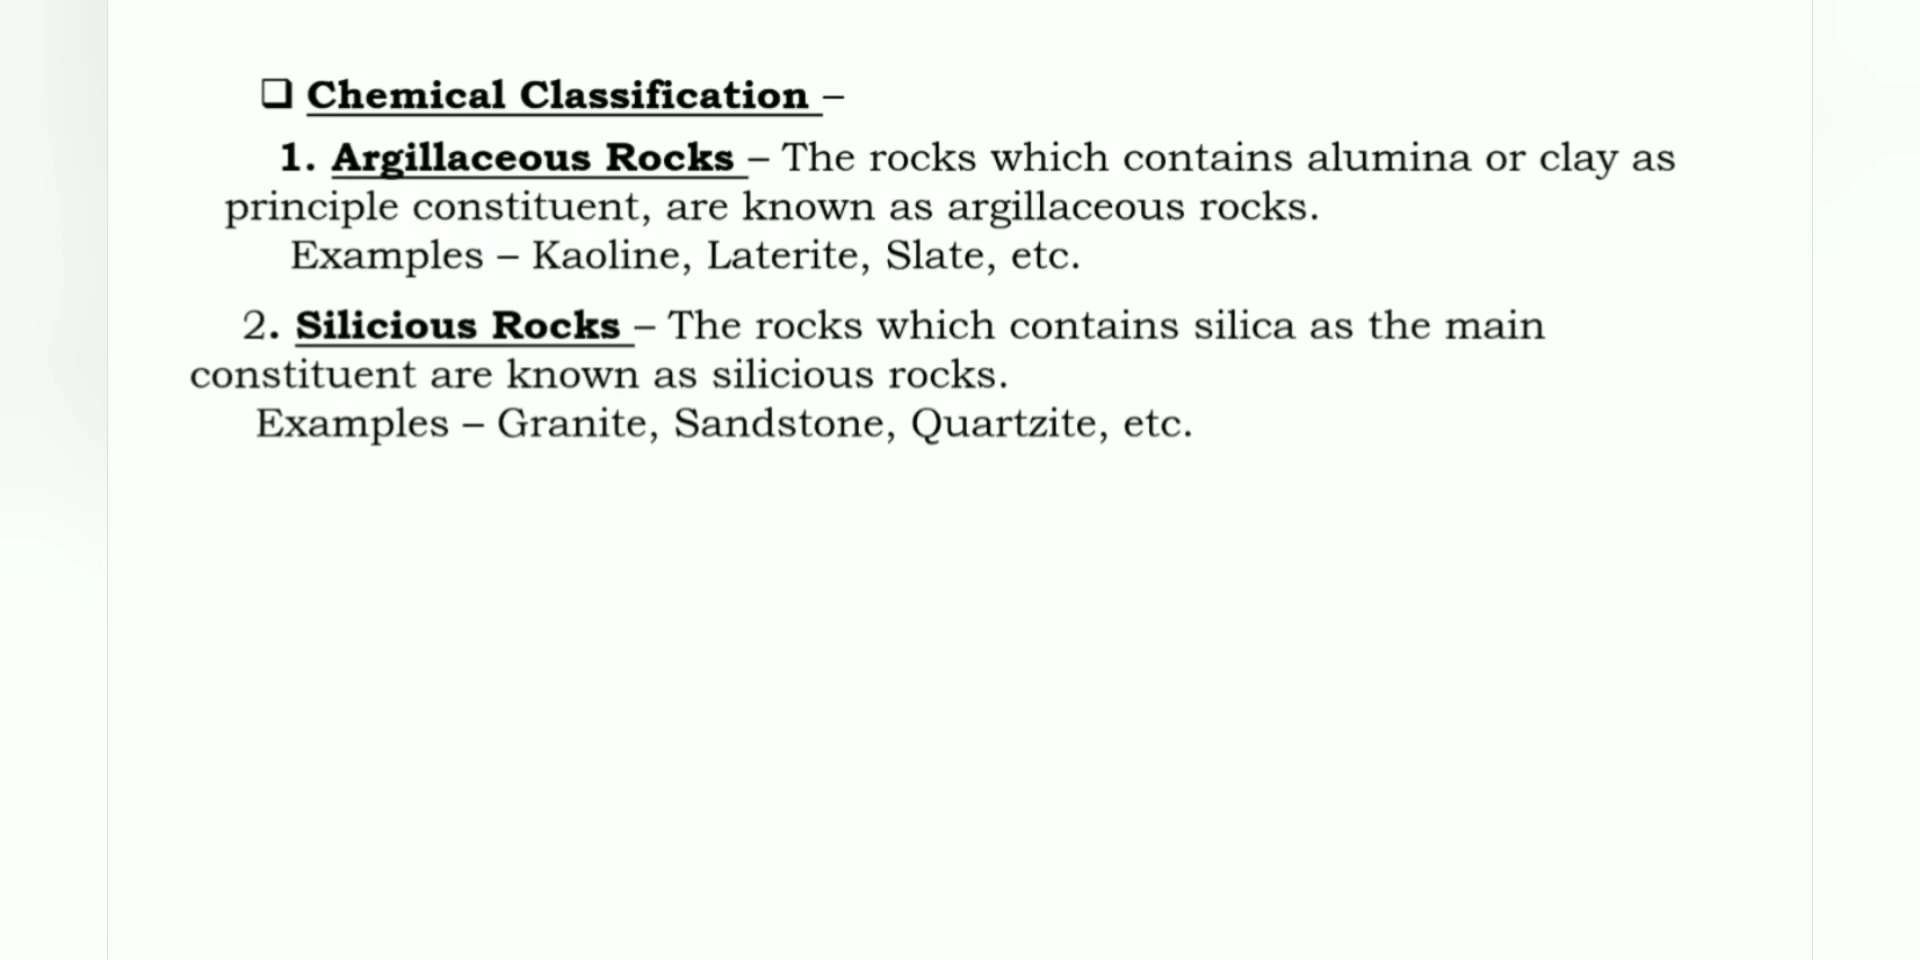 ❑ Chemical Classification –
1. Argillaceous Rocks – The rocks which contains alumina or clay as
principle constituent, are known as argillaceous rocks.
Examples – Kaoline, Laterite, Slate, etc.
2. Silicious Rocks – The rocks which contains silica as the main
constituent are known as silicious rocks.
Examples – Granite, Sandstone, Quartzite, etc.